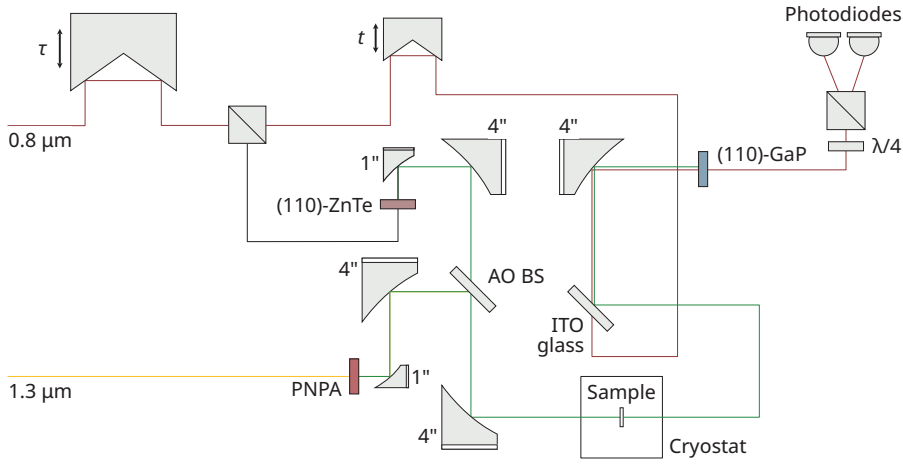 Photodiodes
τ
t
0.8 μm
4"
4"
1"
(110)-GaP
λ/4
(110)-ZnTe
4"
AO BS
ITO
glass
1.3 μm
PNPA
1"
4"
Sample
Cryostat